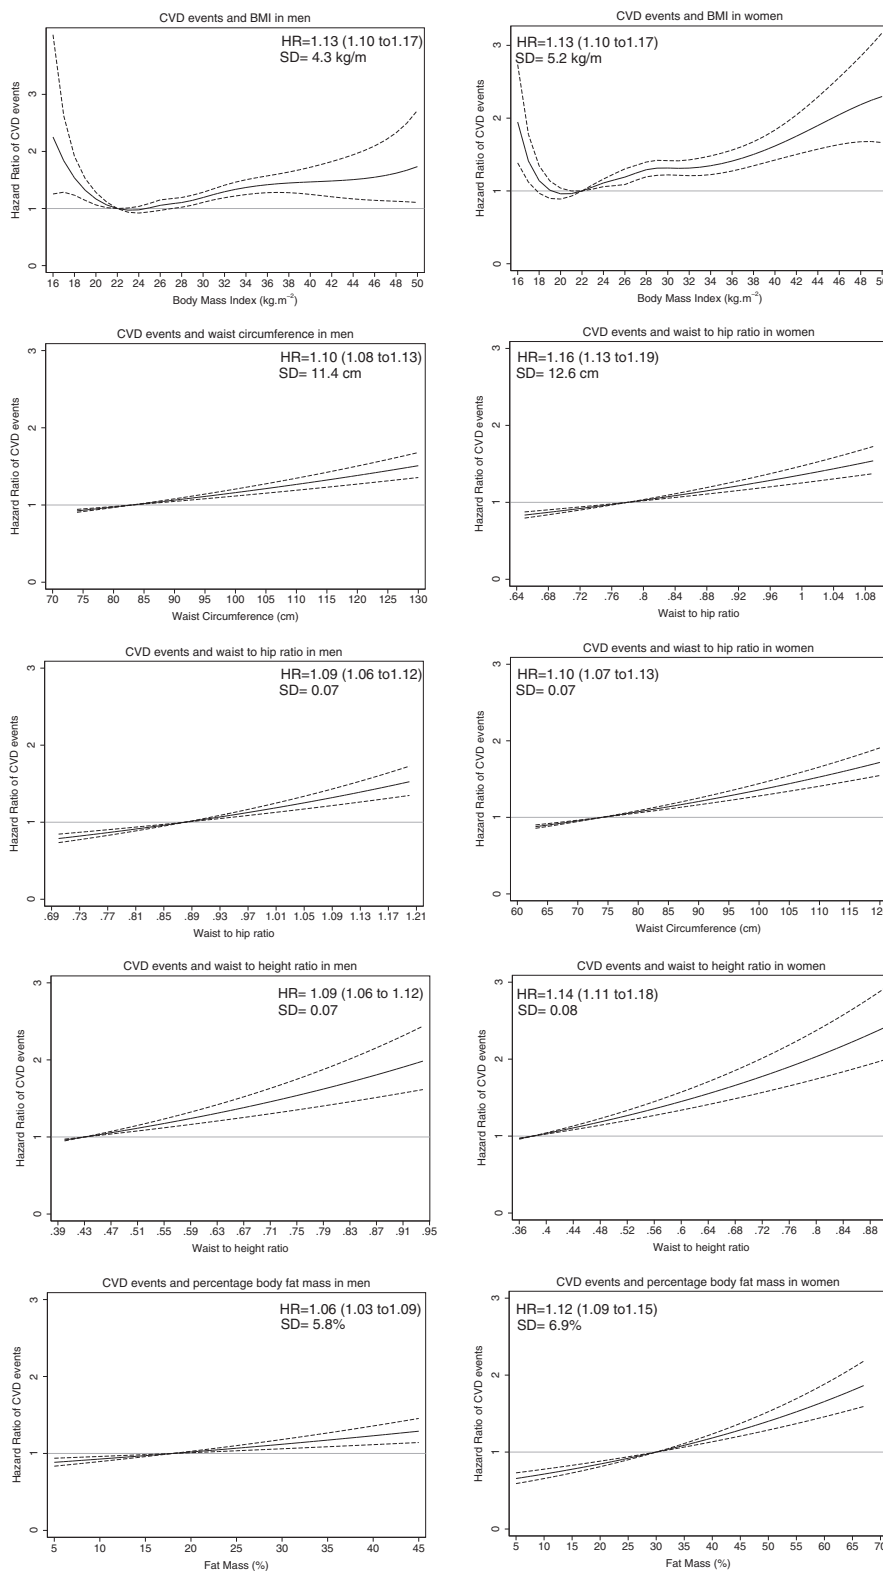 CVD events and BMI in men
HR=1.13 (1.10 to1.17)
SD= 4.3 kg/m
Hazard Ratio of CVD events
0 1 2 3
16 18 20 22 24 26 28 30 32 34 36 38 40 42 44 46 48 50
Body Mass Index (kg.m⁻²)
CVD events and BMI in women
HR=1.13 (1.10 to1.17)
SD= 5.2 kg/m
Hazard Ratio of CVD events
0 1 2 3
16 18 20 22 24 26 28 30 32 34 36 38 40 42 44 46 48 50
Body Mass Index (kg.m⁻²)
CVD events and waist circumference in men
HR=1.10 (1.08 to1.13)
SD= 11.4 cm
Hazard Ratio of CVD events
0 1 2 3
70 75 80 85 90 95 100 105 110 115 120 125 130
Waist Circumference (cm)
CVD events and waist to hip ratio in women
HR=1.16 (1.13 to1.19)
SD= 12.6 cm
Hazard Ratio of CVD events
0 1 2 3
.64 .68 .72 .76 .8 .84 .88 .92 .96 1 1.04 1.08
Waist to hip ratio
CVD events and waist to hip ratio in men
HR=1.09 (1.06 to1.12)
SD= 0.07
Hazard Ratio of CVD events
0 1 2 3
.69 .73 .77 .81 .85 .89 .93 .97 1.01 1.05 1.09 1.13 1.17 1.21
Waist to hip ratio
CVD events and wiast to hip ratio in women
HR=1.10 (1.07 to1.13)
SD= 0.07
Hazard Ratio of CVD events
0 1 2 3
60 65 70 75 80 85 90 95 100 105 110 115 12
Waist Circumference (cm)
CVD events and waist to height ratio in men
HR= 1.09 (1.06 to 1.12)
SD= 0.07
Hazard Ratio of CVD events
0 1 2 3
.39 .43 .47 .51 .55 .59 .63 .67 .71 .75 .79 .83 .87 .91 .95
Waist to height ratio
CVD events and waist to height ratio in women
HR=1.14 (1.11 to1.18)
SD= 0.08
Hazard Ratio of CVD events
0 1 2 3
.36 .4 .44 .48 .52 .56 .6 .64 .68 .72 .76 .8 .84 .88
Waist to height ratio
CVD events and percentage body fat mass in men
HR=1.06 (1.03 to1.09)
SD= 5.8%
Hazard Ratio of CVD events
0 1 2 3
5 10 15 20 25 30 35 40 45
Fat Mass (%)
CVD events and percentage body fat mass in women
HR=1.12 (1.09 to1.15)
SD= 6.9%
Hazard Ratio of CVD events
0 1 2 3
5 10 15 20 25 30 35 40 45 50 55 60 65 70
Fat Mass (%)